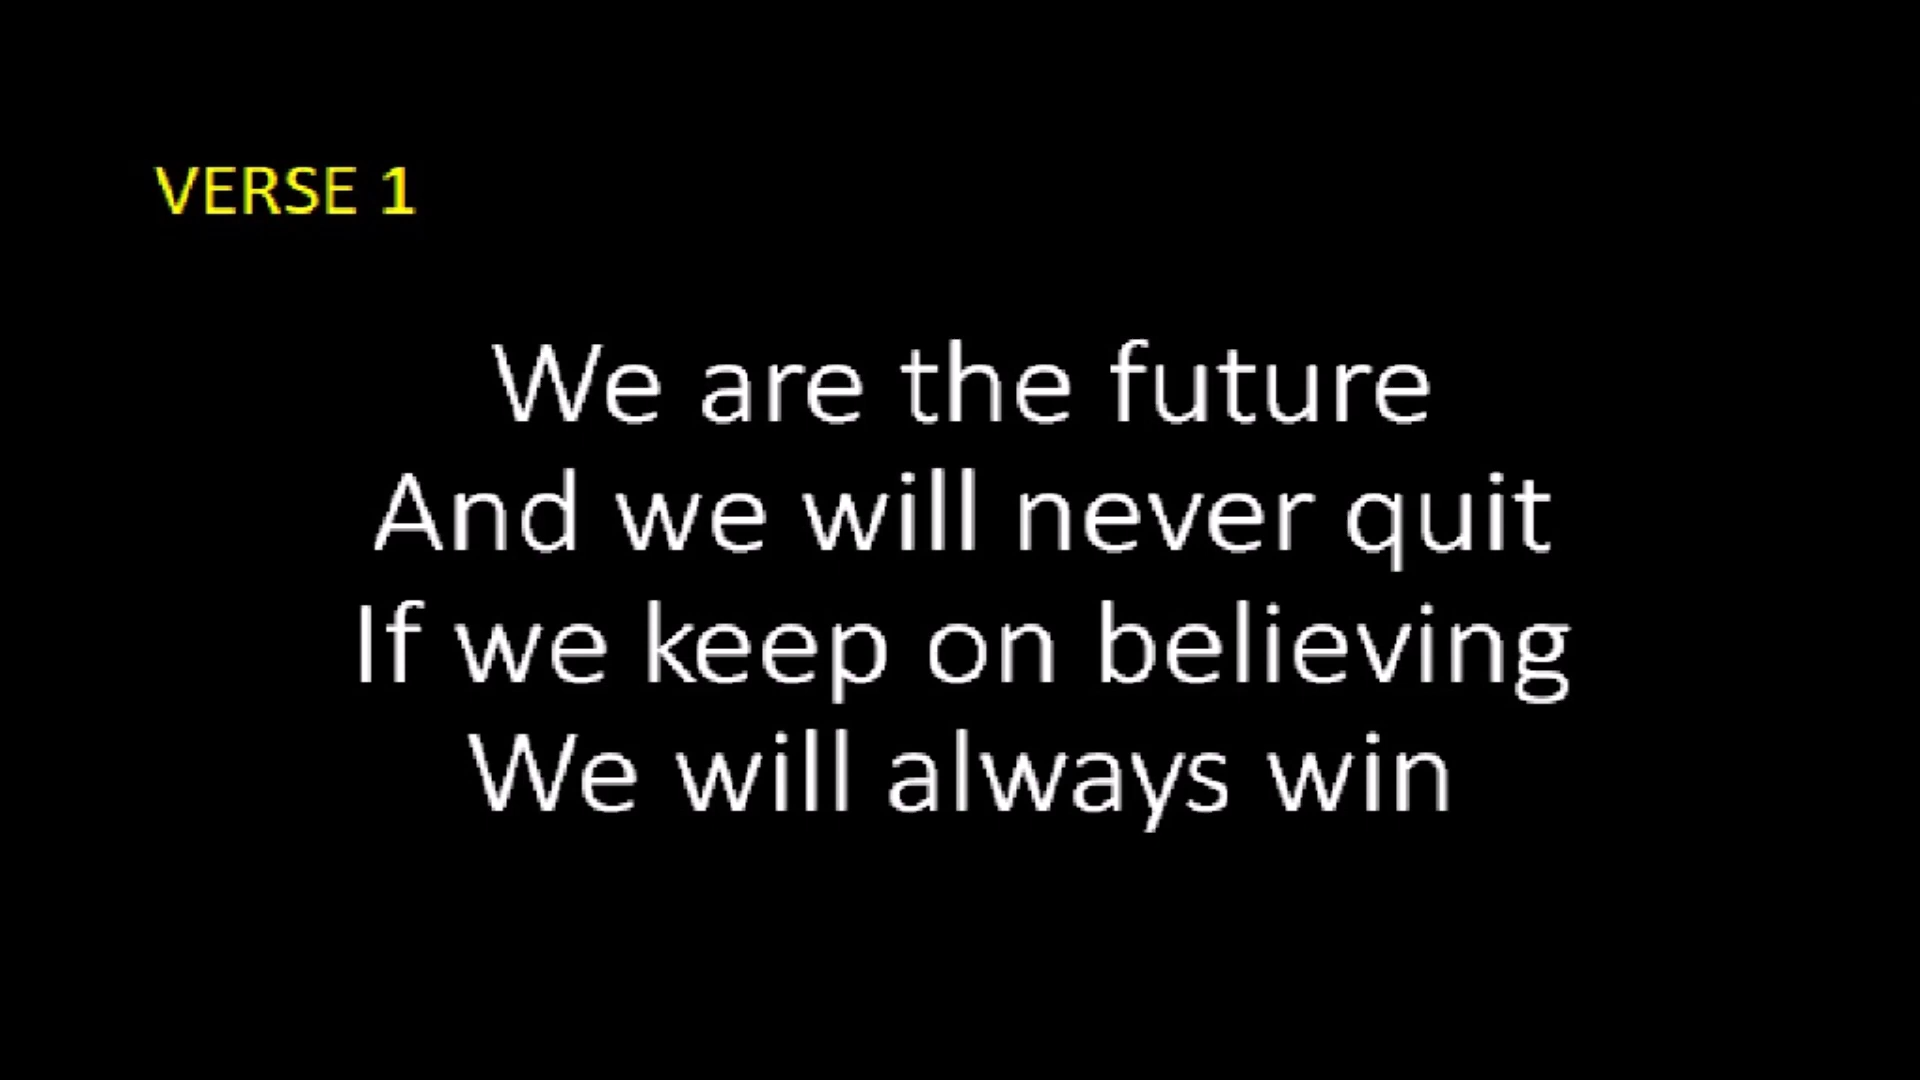 VERSE 1
We are the future
And we will never quit
If we keep on believing
We will always win